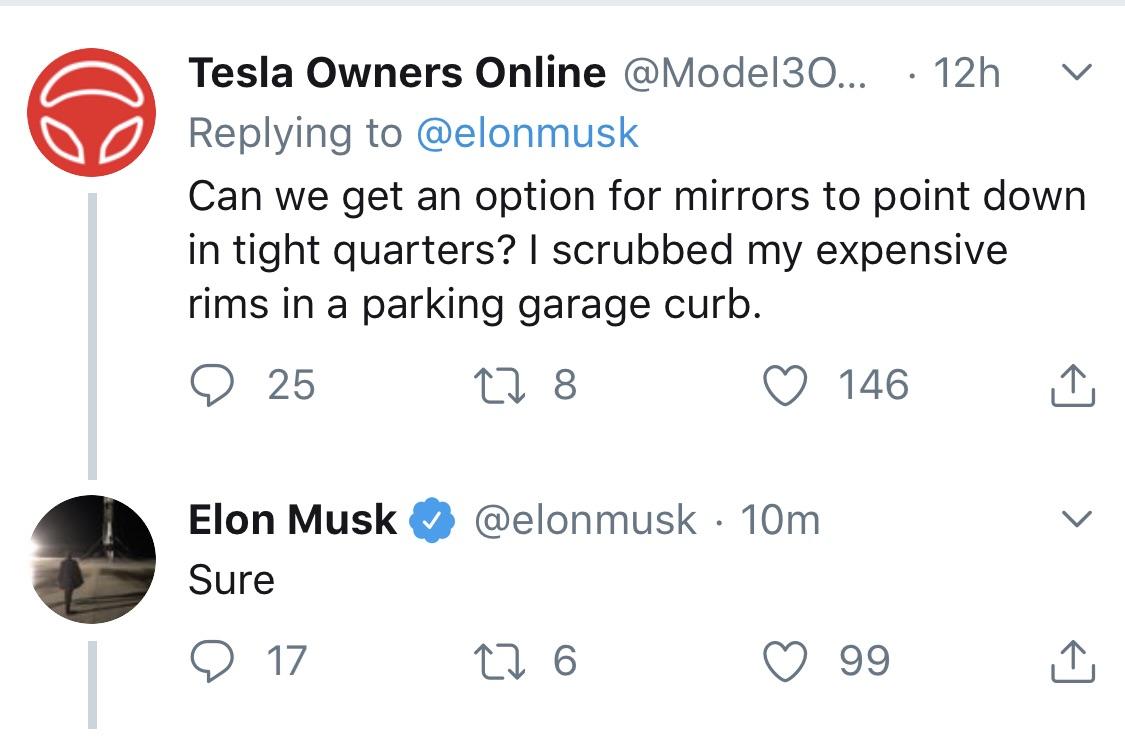 Tesla Owners Online @Model3O... · 12h
Replying to @elonmusk
Can we get an option for mirrors to point down
in tight quarters? I scrubbed my expensive
rims in a parking garage curb.
25 8 146
Elon Musk @elonmusk · 10m
Sure
17 6 99